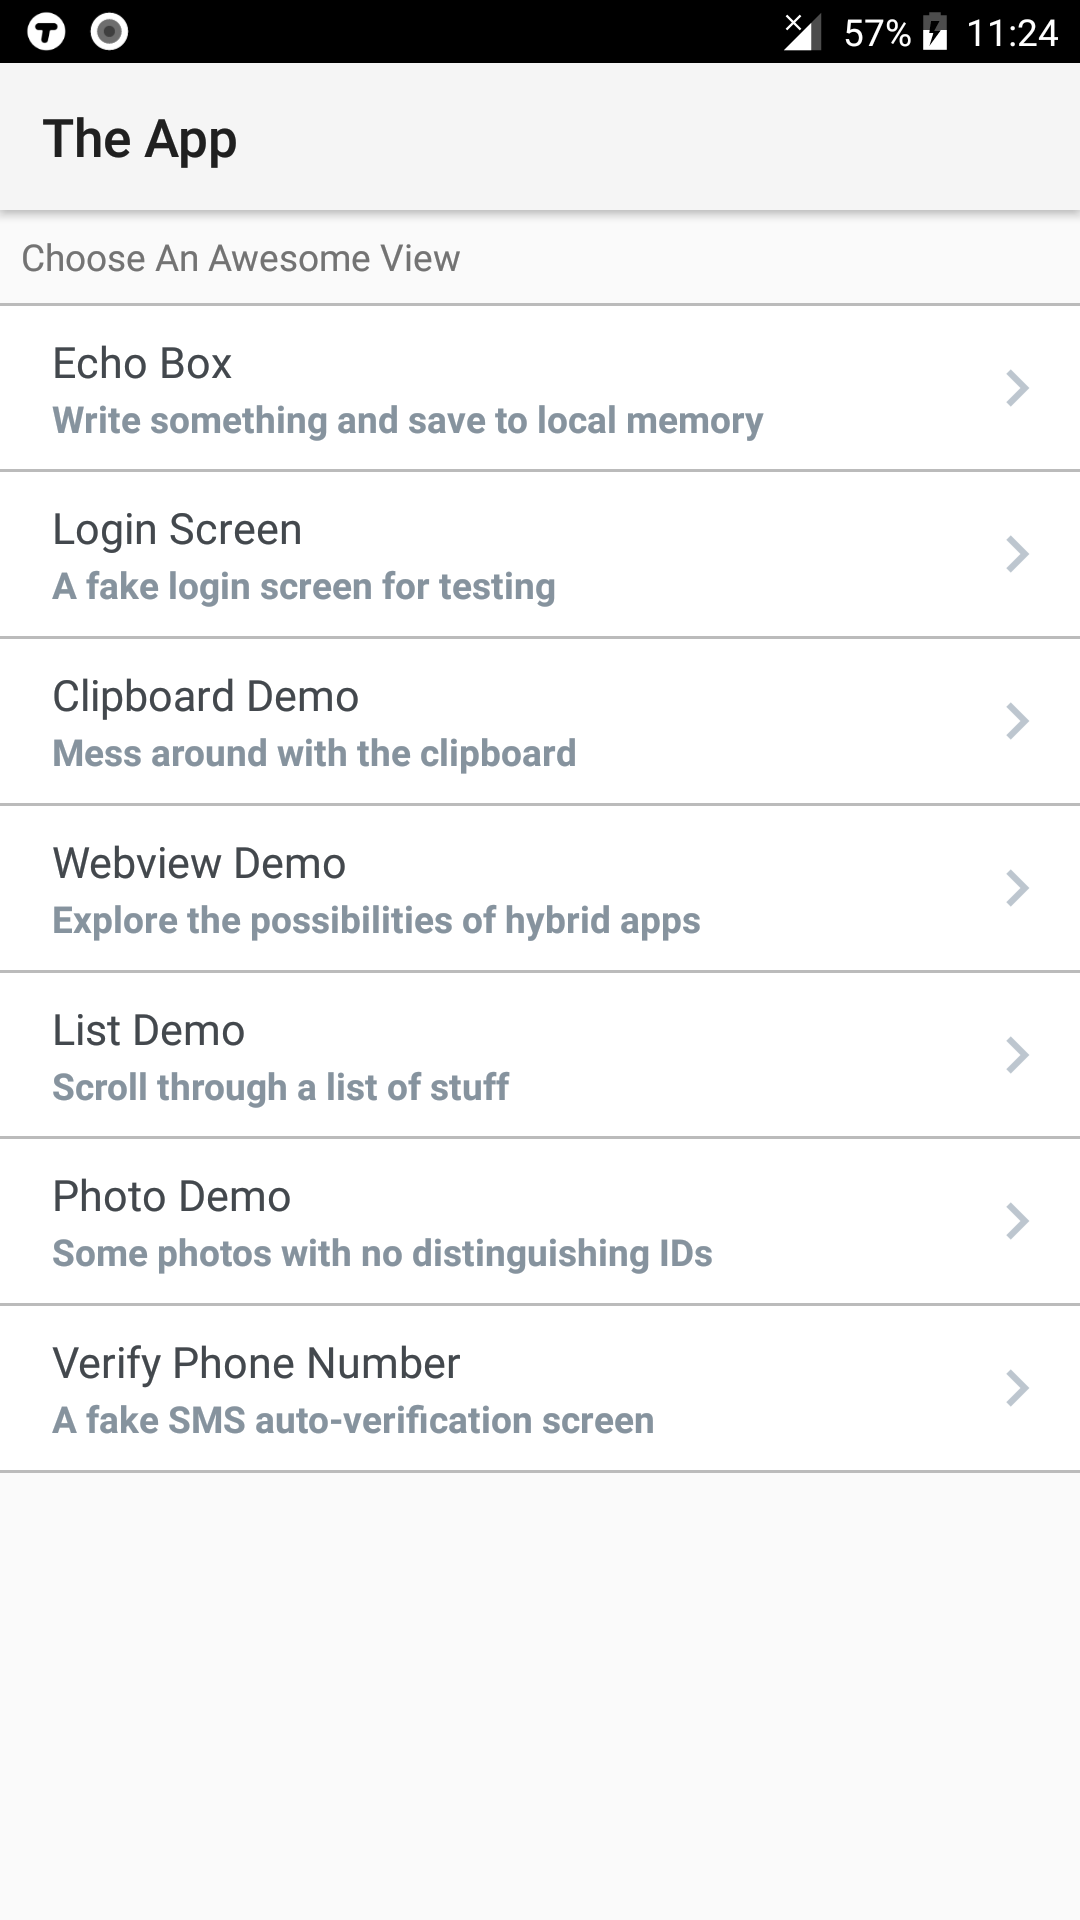 57% 11:24
The App
Choose An Awesome View
Echo Box
Write something and save to local memory
Login Screen
A fake login screen for testing
Clipboard Demo
Mess around with the clipboard
Webview Demo
Explore the possibilities of hybrid apps
List Demo
Scroll through a list of stuff
Photo Demo
Some photos with no distinguishing IDs
Verify Phone Number
A fake SMS auto-verification screen